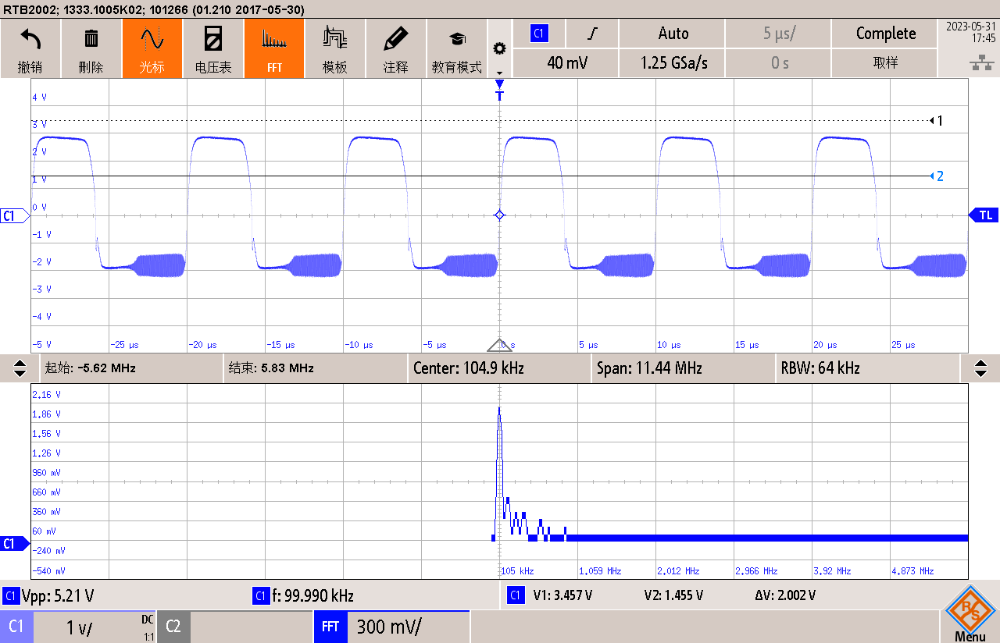 RTB2002; 1333.1005K02; 101266 (01.210 2017-05-30)
撤销 删除 光标 电压表 FFT 模板 注释 教育模式
C1 Auto 5 µs/ Complete
40 mV 1.25 GSa/s 0 s 取样
2023-05-31
17:45
T
4 V
3 V
2 V
1 V
0 V
-1 V
-2 V
-3 V
-4 V
-5 V
1
2
C1
TL
-25 µs -20 µs -15 µs -10 µs -5 µs 0 s 5 µs 10 µs 15 µs 20 µs 25 µs
起始: -5.62 MHz 结束: 5.83 MHz Center: 104.9 kHz Span: 11.44 MHz RBW: 64 kHz
2.16 V
1.86 V
1.56 V
1.26 V
960 mV
660 mV
360 mV
60 mV
-240 mV
-540 mV
C1
105 kHz 1.059 MHz 2.012 MHz 2.966 MHz 3.92 MHz 4.873 MHz
C1 Vpp: 5.21 V C1 f: 99.990 kHz C1 V1: 3.457 V V2: 1.455 V ΔV: 2.002 V
C1 1 V/ DC
1:1
C2
FFT 300 mV/
R&S
Menu